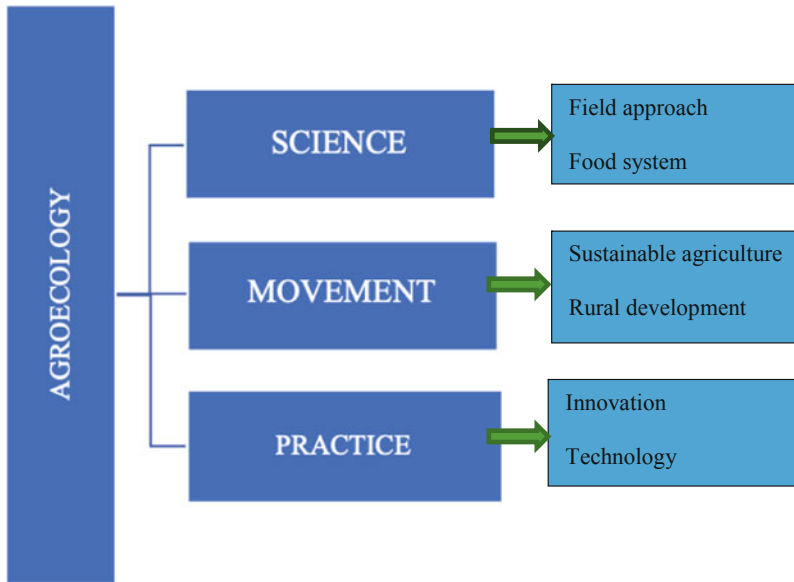 AGROECOLOGY
SCIENCE
Field approach
Food system
MOVEMENT
Sustainable agriculture
Rural development
PRACTICE
Innovation
Technology